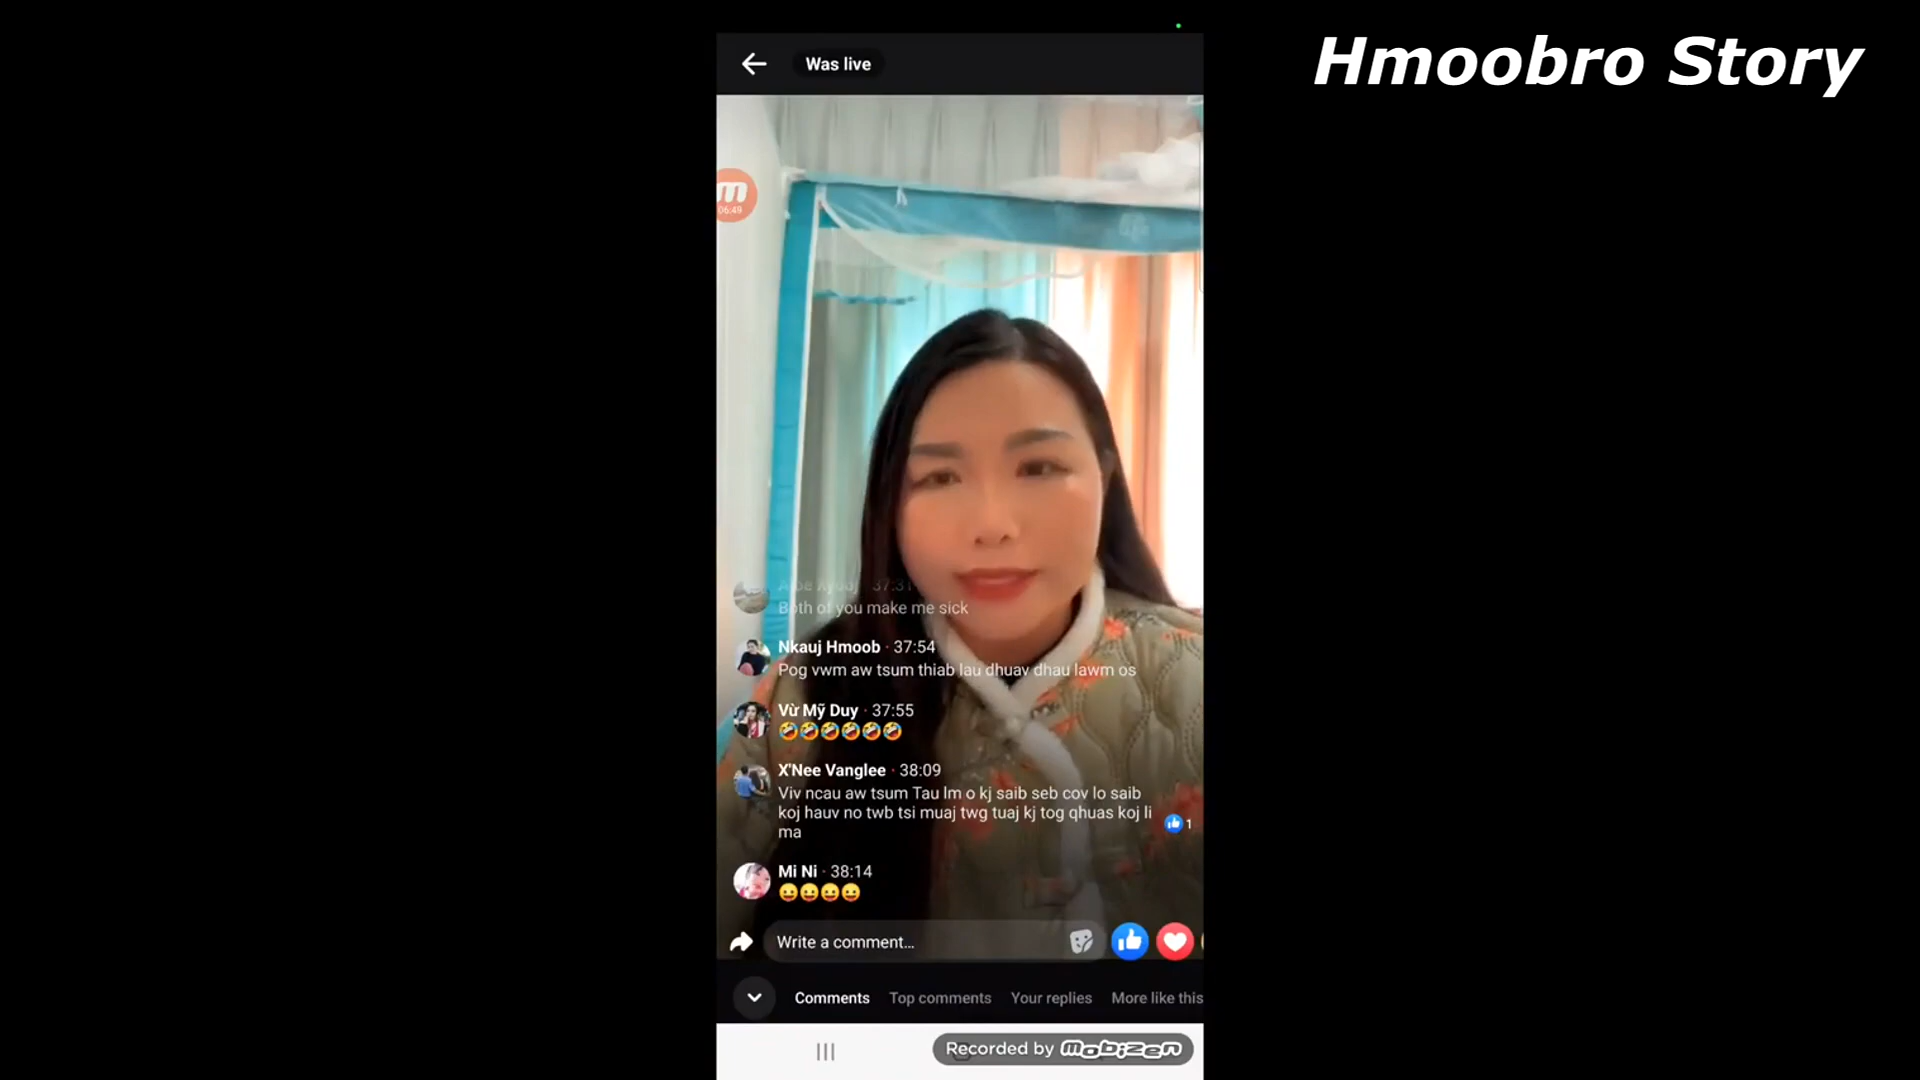 Hmoobro Story
Was live
m
06:49
37:31
Both of you make me sick
Nkauj Hmoob · 37:54
Pog vwm aw tsum thiab lau dhuav dhau lawm os
Vừ Mỹ Duy · 37:55
🤣🤣🤣🤣🤣🤣
X'Nee Vanglee · 38:09
Viv ncau aw tsum Tau lm o kj saib seb cov lo saib
koj hauv no twb tsi muaj twg tuaj kj tog qhuas koj li
ma
1
Mi Ni · 38:14
😝😝😝😝
Write a comment...
Comments Top comments Your replies More like this
Recorded by mobizen